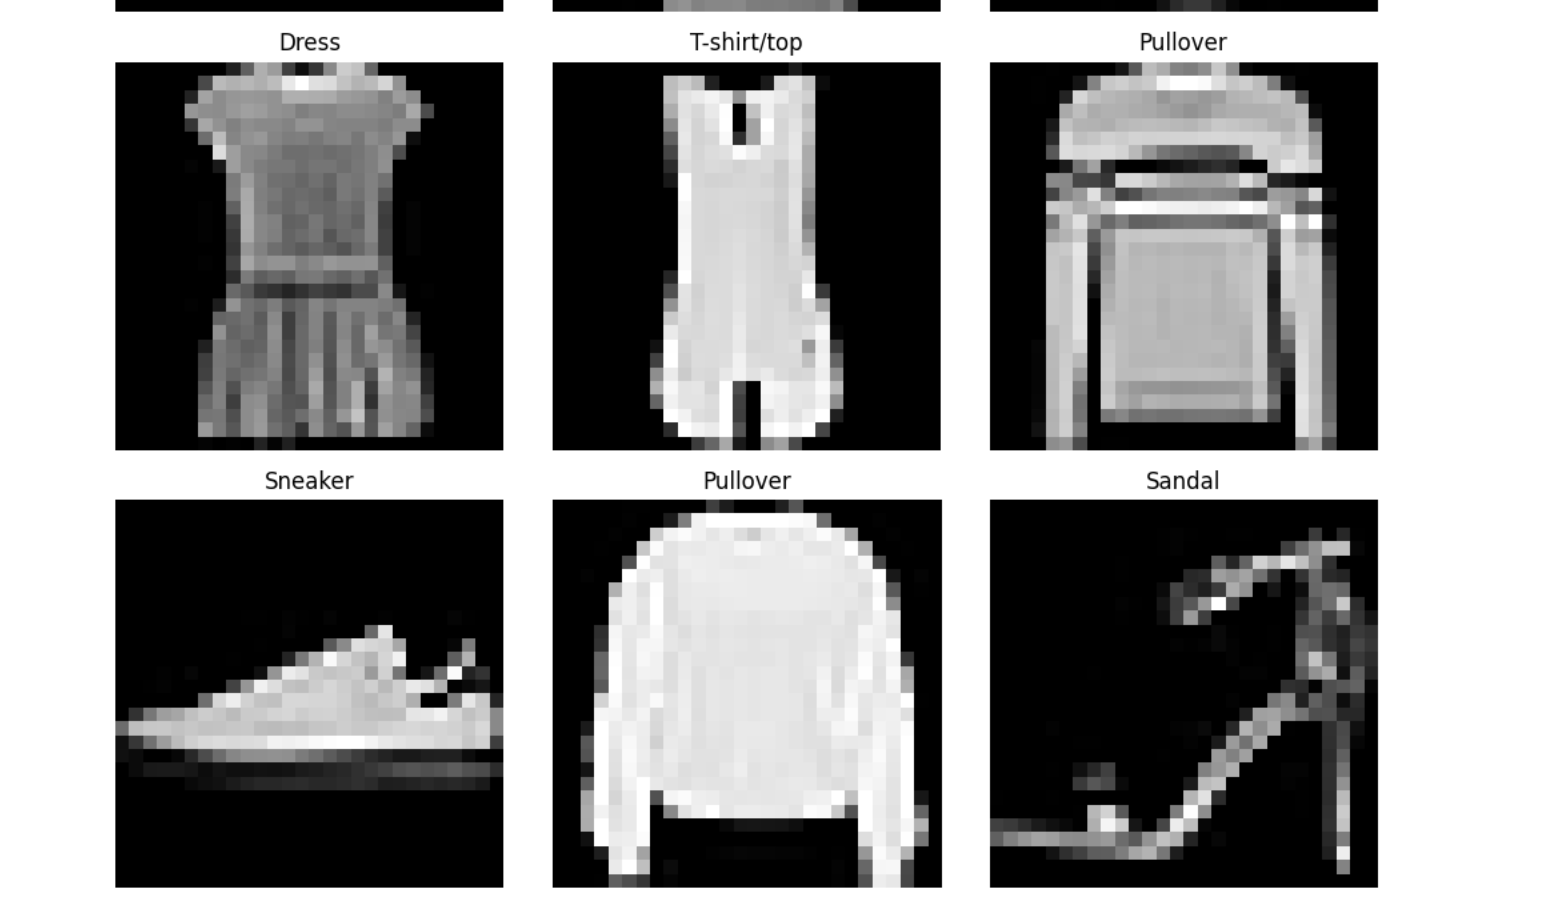 Dress
T-shirt/top
Pullover
Sneaker
Pullover
Sandal